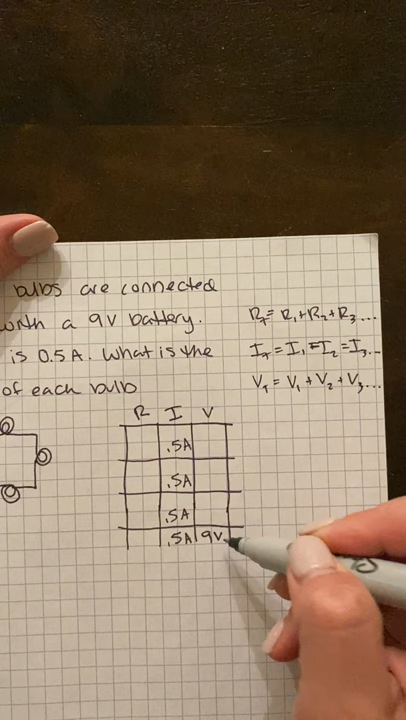 bulbs are connected
with a 9V battery.
is 0.5A. What is the
of each bulb
RT = R1 + R2 + R3 ...
IT = I1 = I2 = I3 ...
VT = V1 + V2 + V3 ...
R I V
.5A
.5A
.5A
.5A 9V